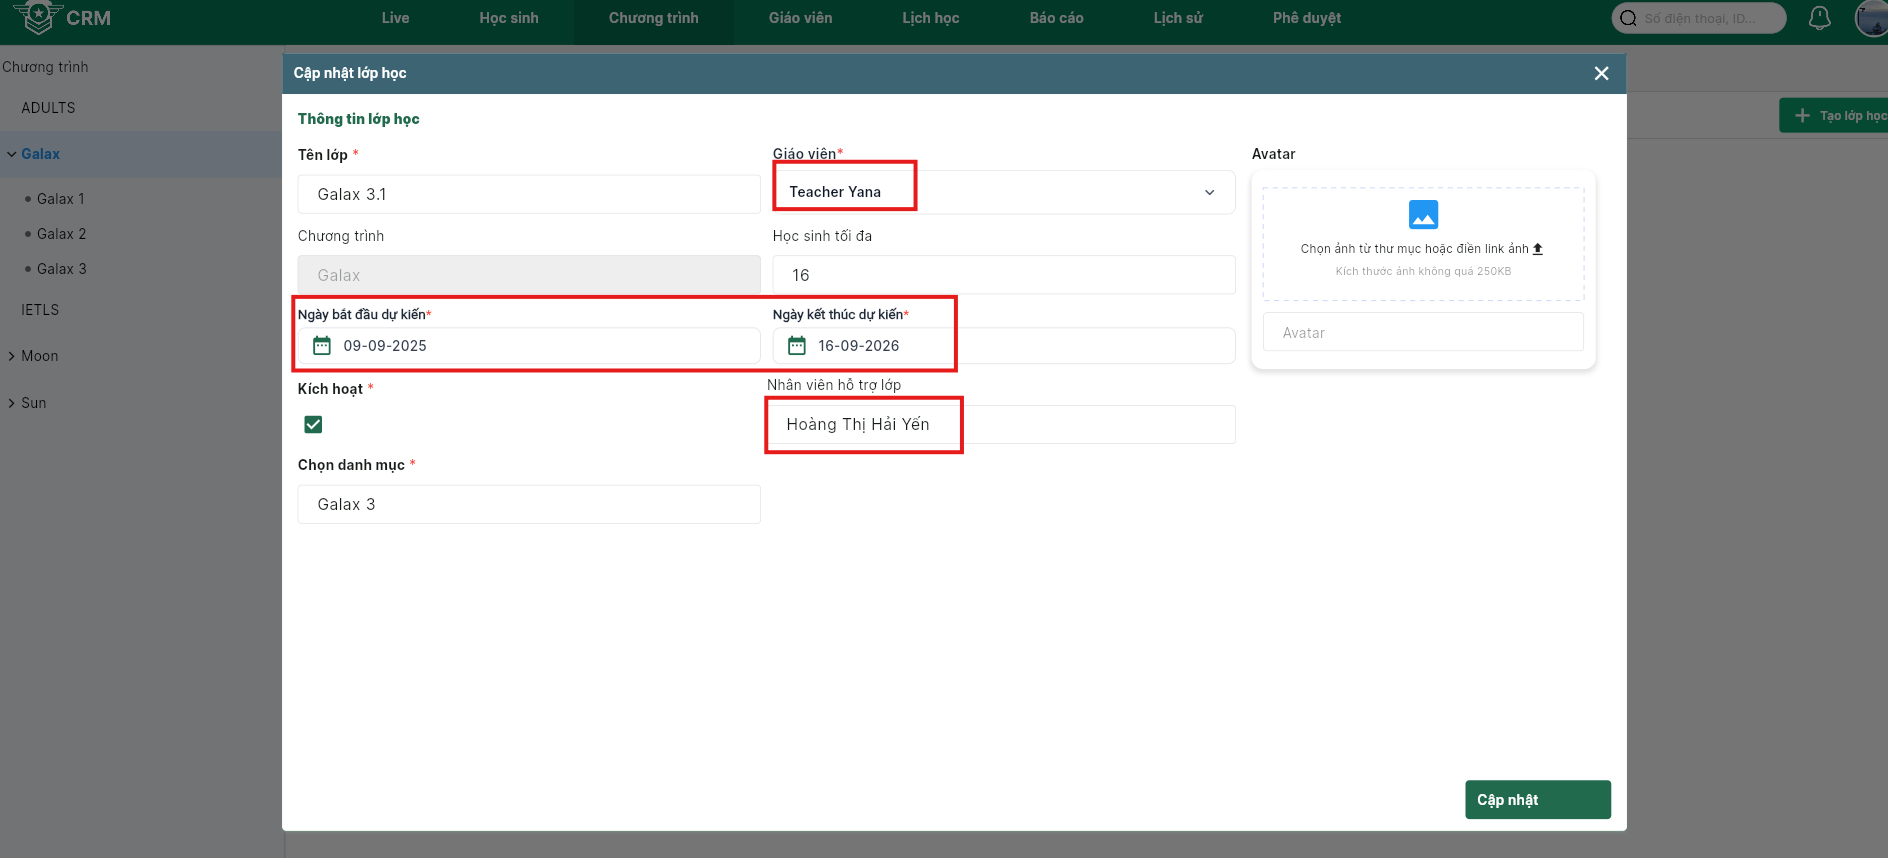 CRM
Live
Học sinh
Chương trình
Giáo viên
Lịch học
Báo cáo
Lịch sử
Phê duyệt
Số điện thoại, ID...
Chương trình
ADULTS
Galax
Galax 1
Galax 2
Galax 3
IETLS
Moon
Sun
Tạo lớp học
Cập nhật lớp học
Thông tin lớp học
Tên lớp *
Galax 3.1
Giáo viên*
Teacher Yana
Chương trình
Galax
Học sinh tối đa
16
Ngày bắt đầu dự kiến*
09-09-2025
Ngày kết thúc dự kiến*
16-09-2026
Kích hoạt *
Nhân viên hỗ trợ lớp
Hoàng Thị Hải Yến
Chọn danh mục *
Galax 3
Avatar
Chọn ảnh từ thư mục hoặc điền link ảnh
Kích thước ảnh không quá 250KB
Avatar
Cập nhật